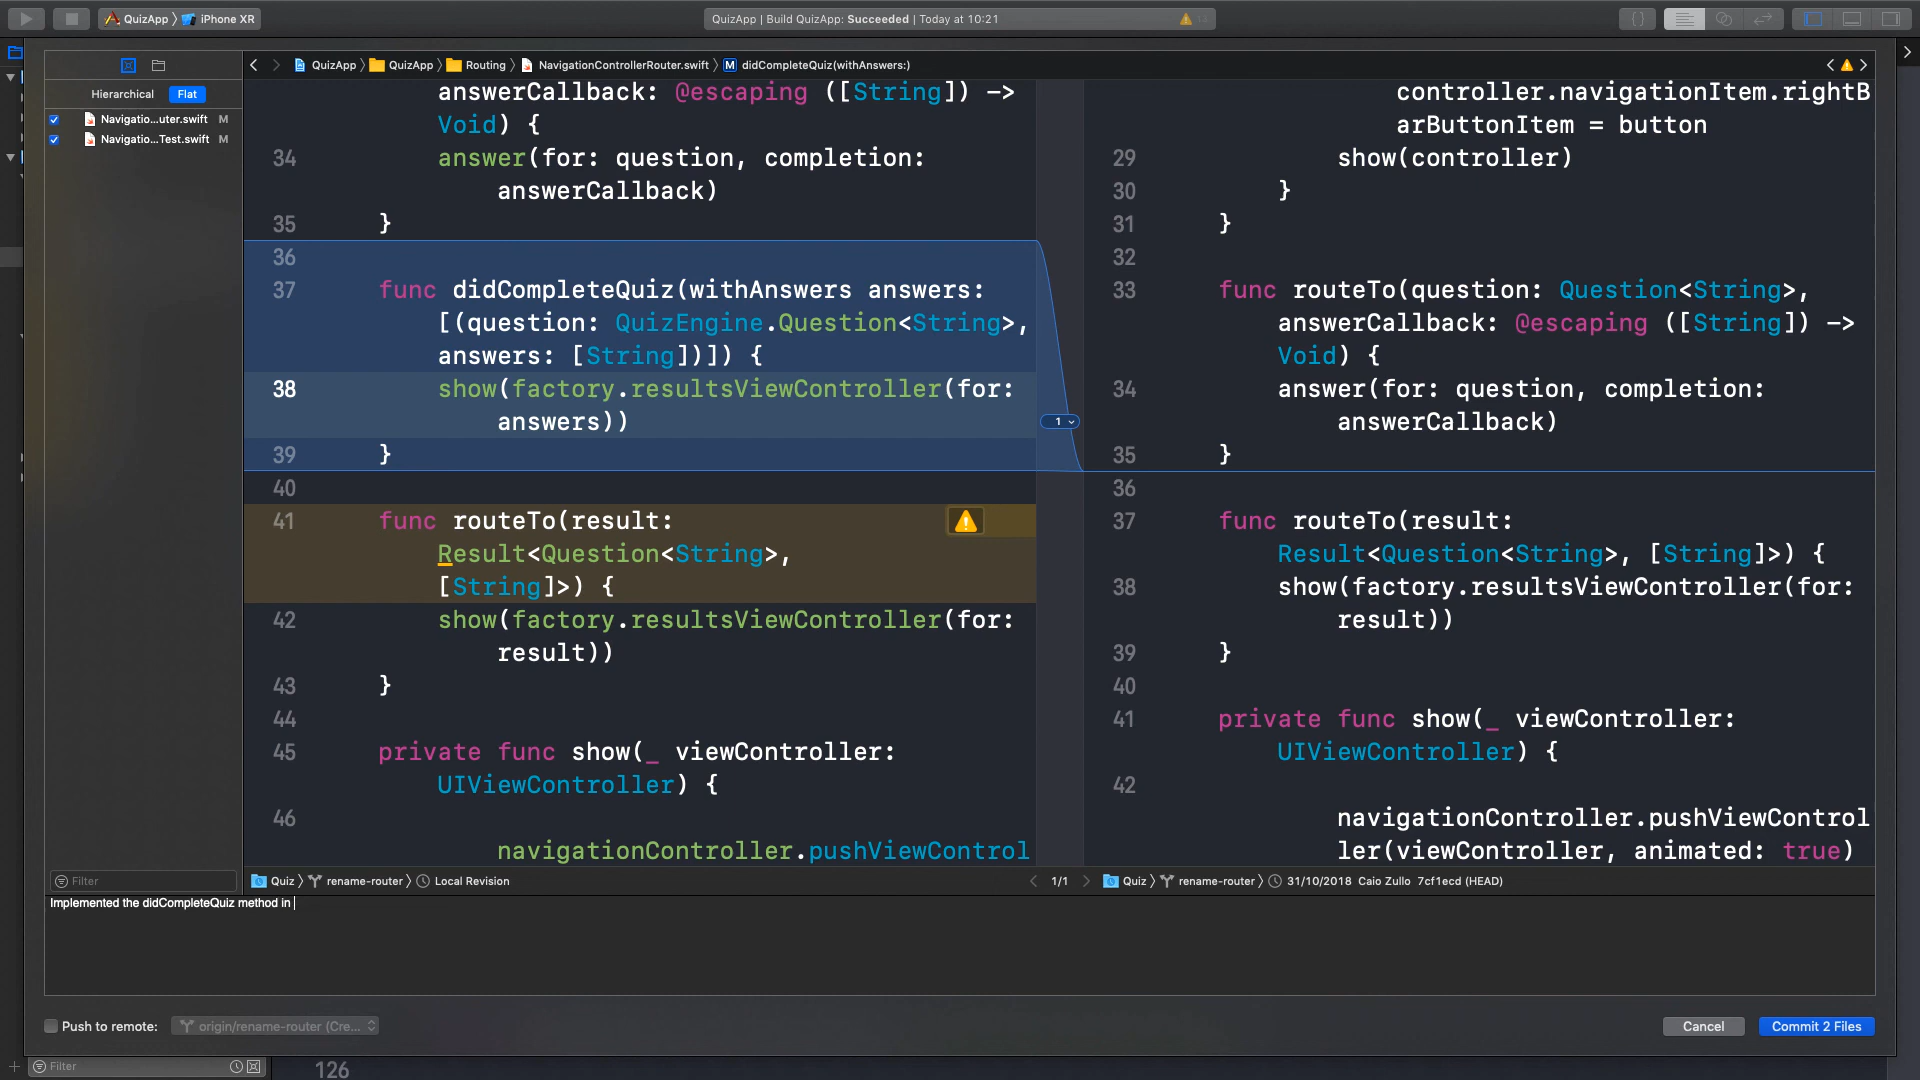 QuizApp
iPhone XR
QuizApp | Build QuizApp: Succeeded | Today at 10:21
QuizApp
QuizApp
Routing
NavigationControllerRouter.swift
M
didCompleteQuiz(withAnswers:)
Hierarchical
Flat
Navigatio...uter.swift
M
Navigatio...Test.swift
M
answerCallback: @escaping ([String]) ->
Void) {
34 answer(for: question, completion:
answerCallback)
35 }
36
37 func didCompleteQuiz(withAnswers answers:
[(question: QuizEngine.Question<String>,
answers: [String])]) {
38 show(factory.resultsViewController(for:
answers))
39 }
40
41 func routeTo(result:
Result<Question<String>,
[String]>) {
42 show(factory.resultsViewController(for:
result))
43 }
44
45 private func show(_ viewController:
UIViewController) {
46
navigationController.pushViewControl
1
controller.navigationItem.rightB
arButtonItem = button
29 show(controller)
30 }
31 }
32
33 func routeTo(question: Question<String>,
answerCallback: @escaping ([String]) ->
Void) {
34 answer(for: question, completion:
answerCallback)
35 }
36
37 func routeTo(result:
Result<Question<String>, [String]>) {
38 show(factory.resultsViewController(for:
result))
39 }
40
41 private func show(_ viewController:
UIViewController) {
42
navigationController.pushViewControl
ler(viewController, animated: true)
Filter
Quiz
rename-router
Local Revision
1/1
Quiz
rename-router
31/10/2018 Caio Zullo 7cf1ecd (HEAD)
Implemented the didCompleteQuiz method in
Push to remote:
origin/rename-router (Cre...
Cancel
Commit 2 Files
Filter
126